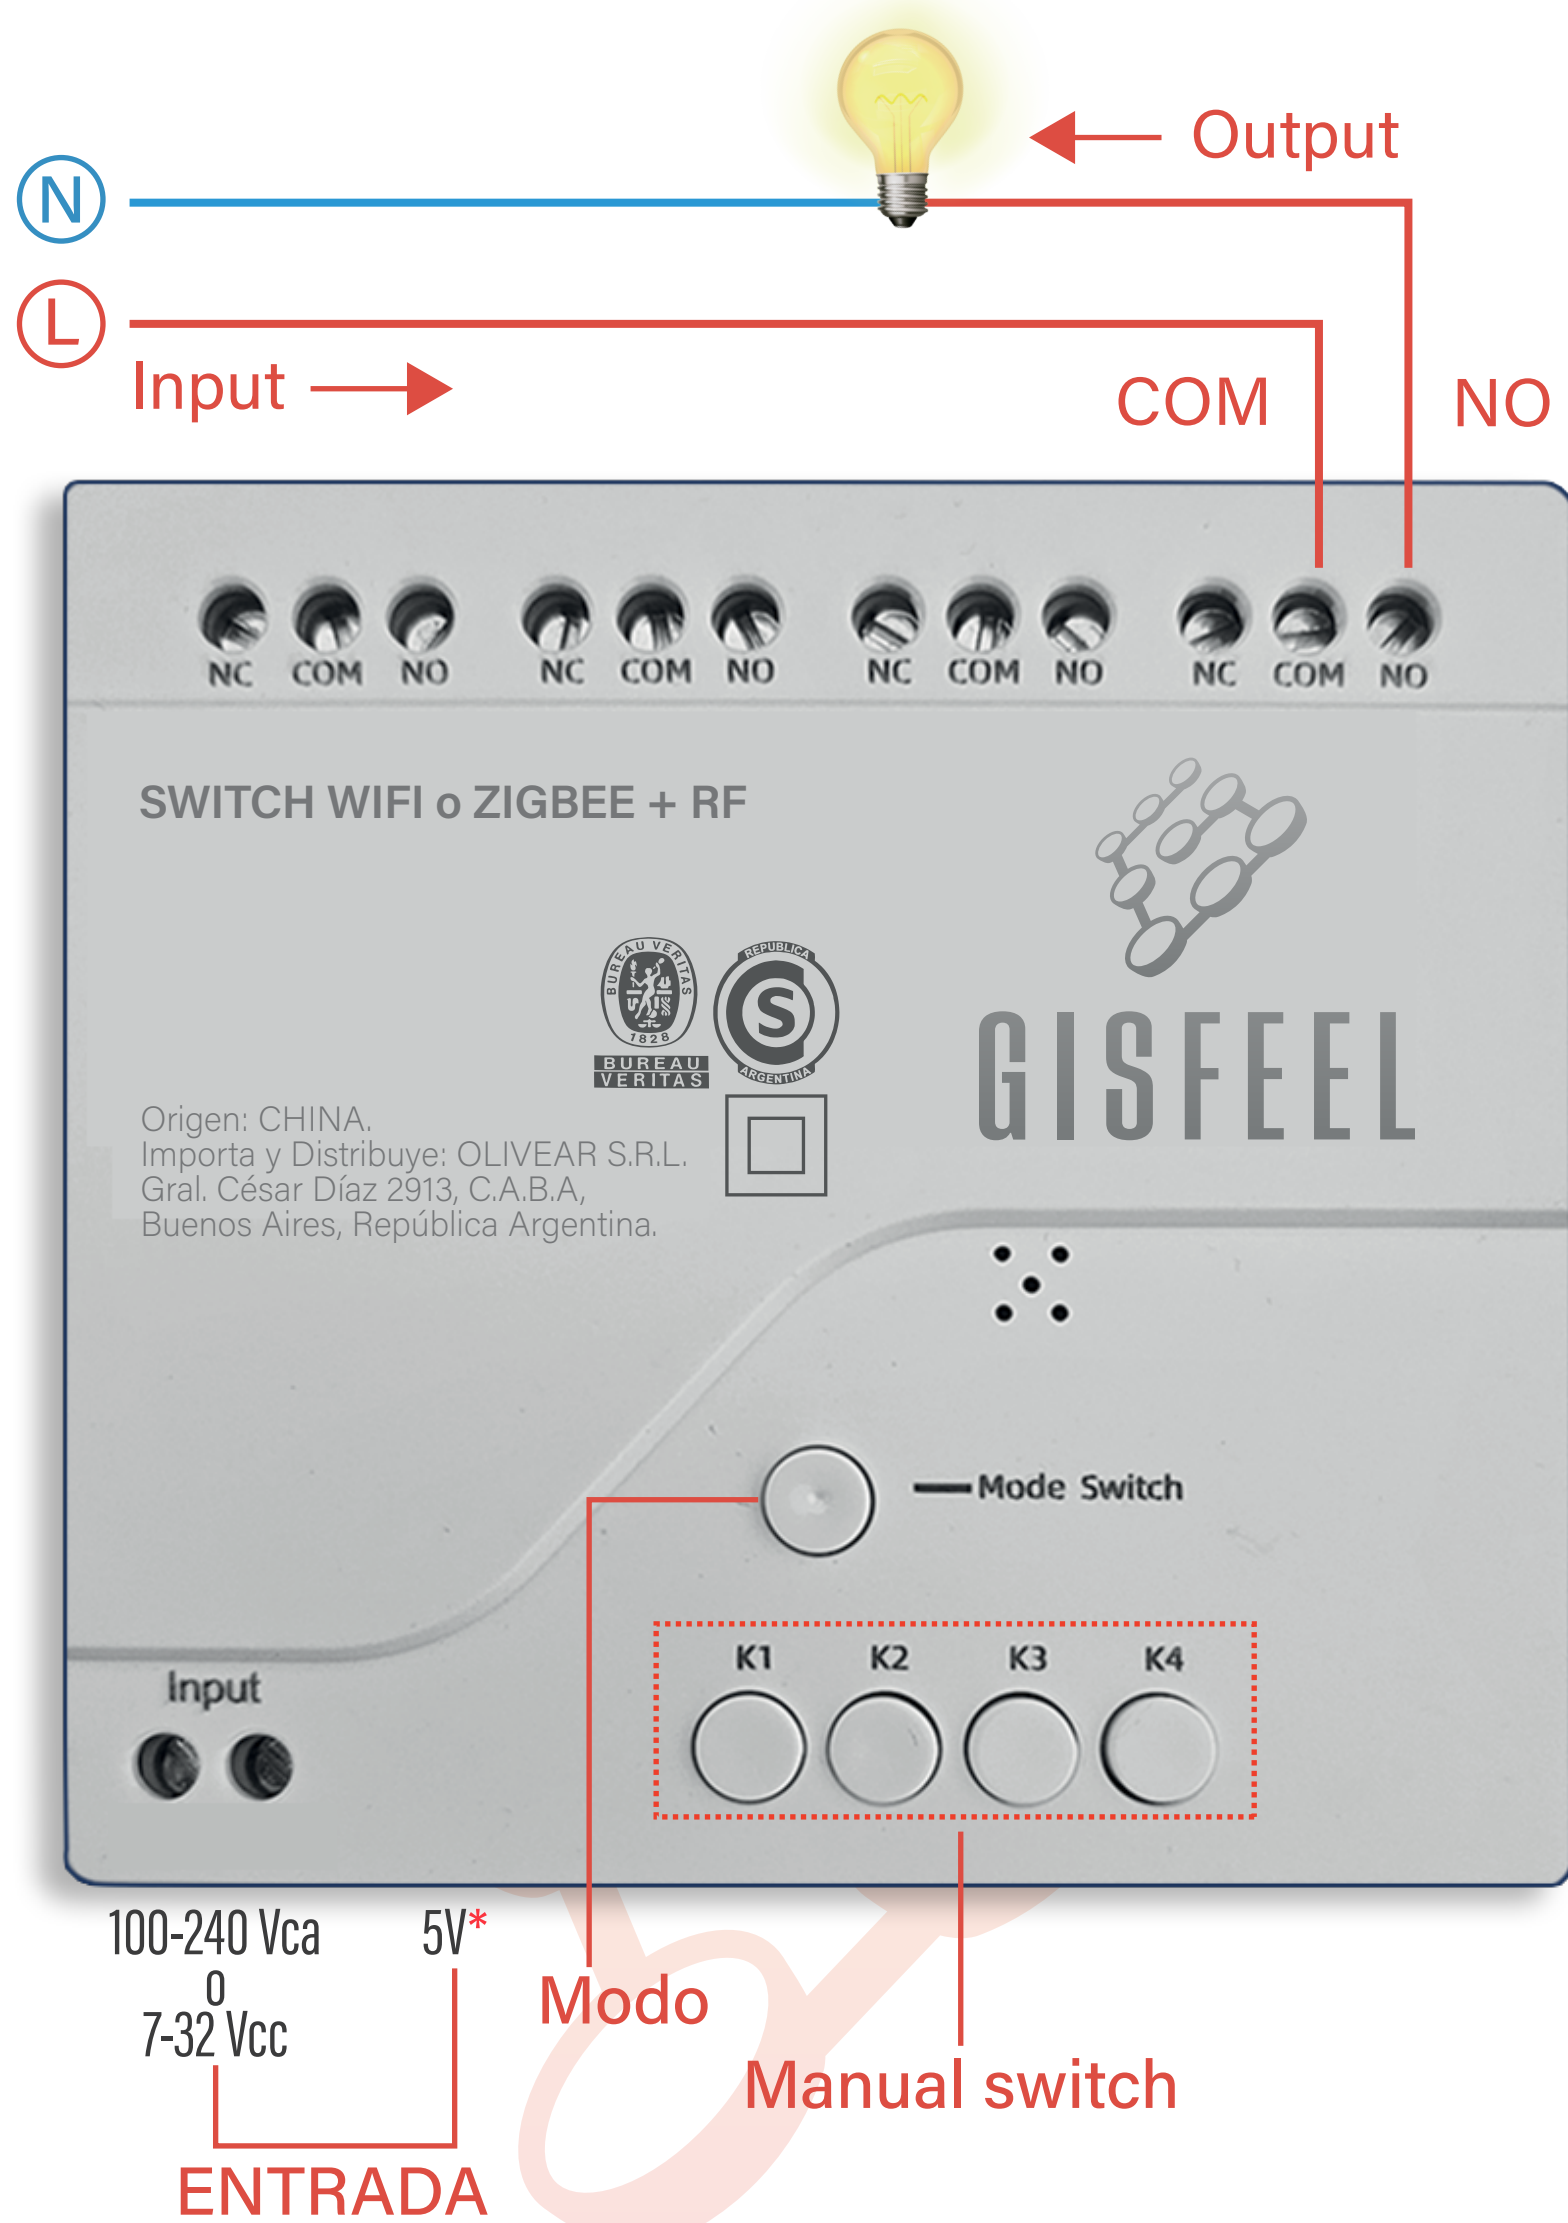 Output
N
L
Input
COM
NO
NC COM NO NC COM NO NC COM NO NC COM NO
SWITCH WIFI o ZIGBEE + RF
BUREAU VERITAS
1828
BUREAU
VERITAS
REPUBLICA
S
ARGENTINA
GISFEEL
Origen: CHINA.
Importa y Distribuye: OLIVEAR S.R.L.
Gral. César Díaz 2913, C.A.B.A,
Buenos Aires, República Argentina.
Mode Switch
K1 K2 K3 K4
Input
100-240 Vca
o
7-32 Vcc
5V*
Modo
Manual switch
ENTRADA